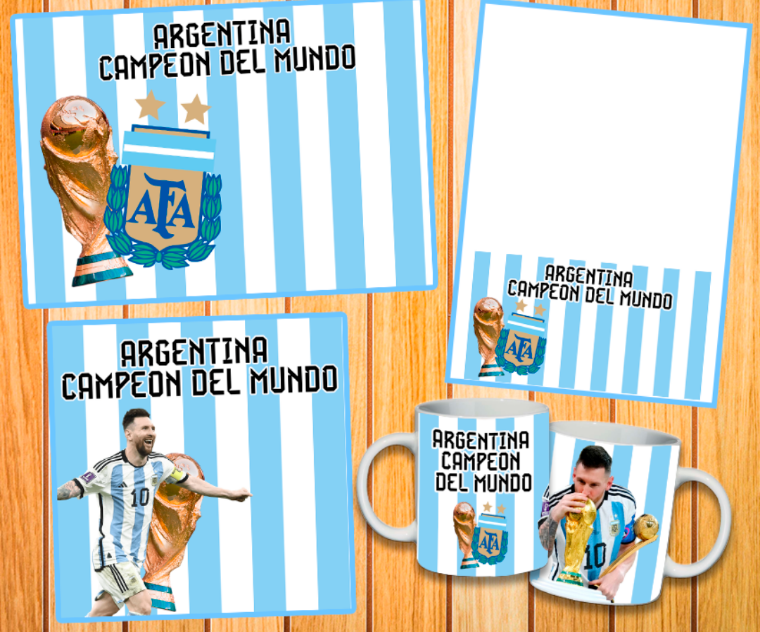 ARGENTINA
CAMPEON DEL MUNDO
AFA
ARGENTINA
CAMPEON DEL MUNDO
AFA
ARGENTINA
CAMPEON DEL MUNDO
10
ARGENTINA
CAMPEON
DEL MUNDO
AFA
10